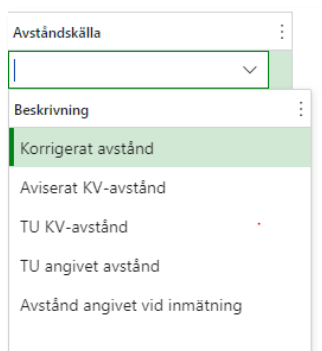 Avståndskälla
Beskrivning
Korrigerat avstånd
Aviserat KV-avstånd
TU KV-avstånd
TU angivet avstånd
Avstånd angivet vid inmätning